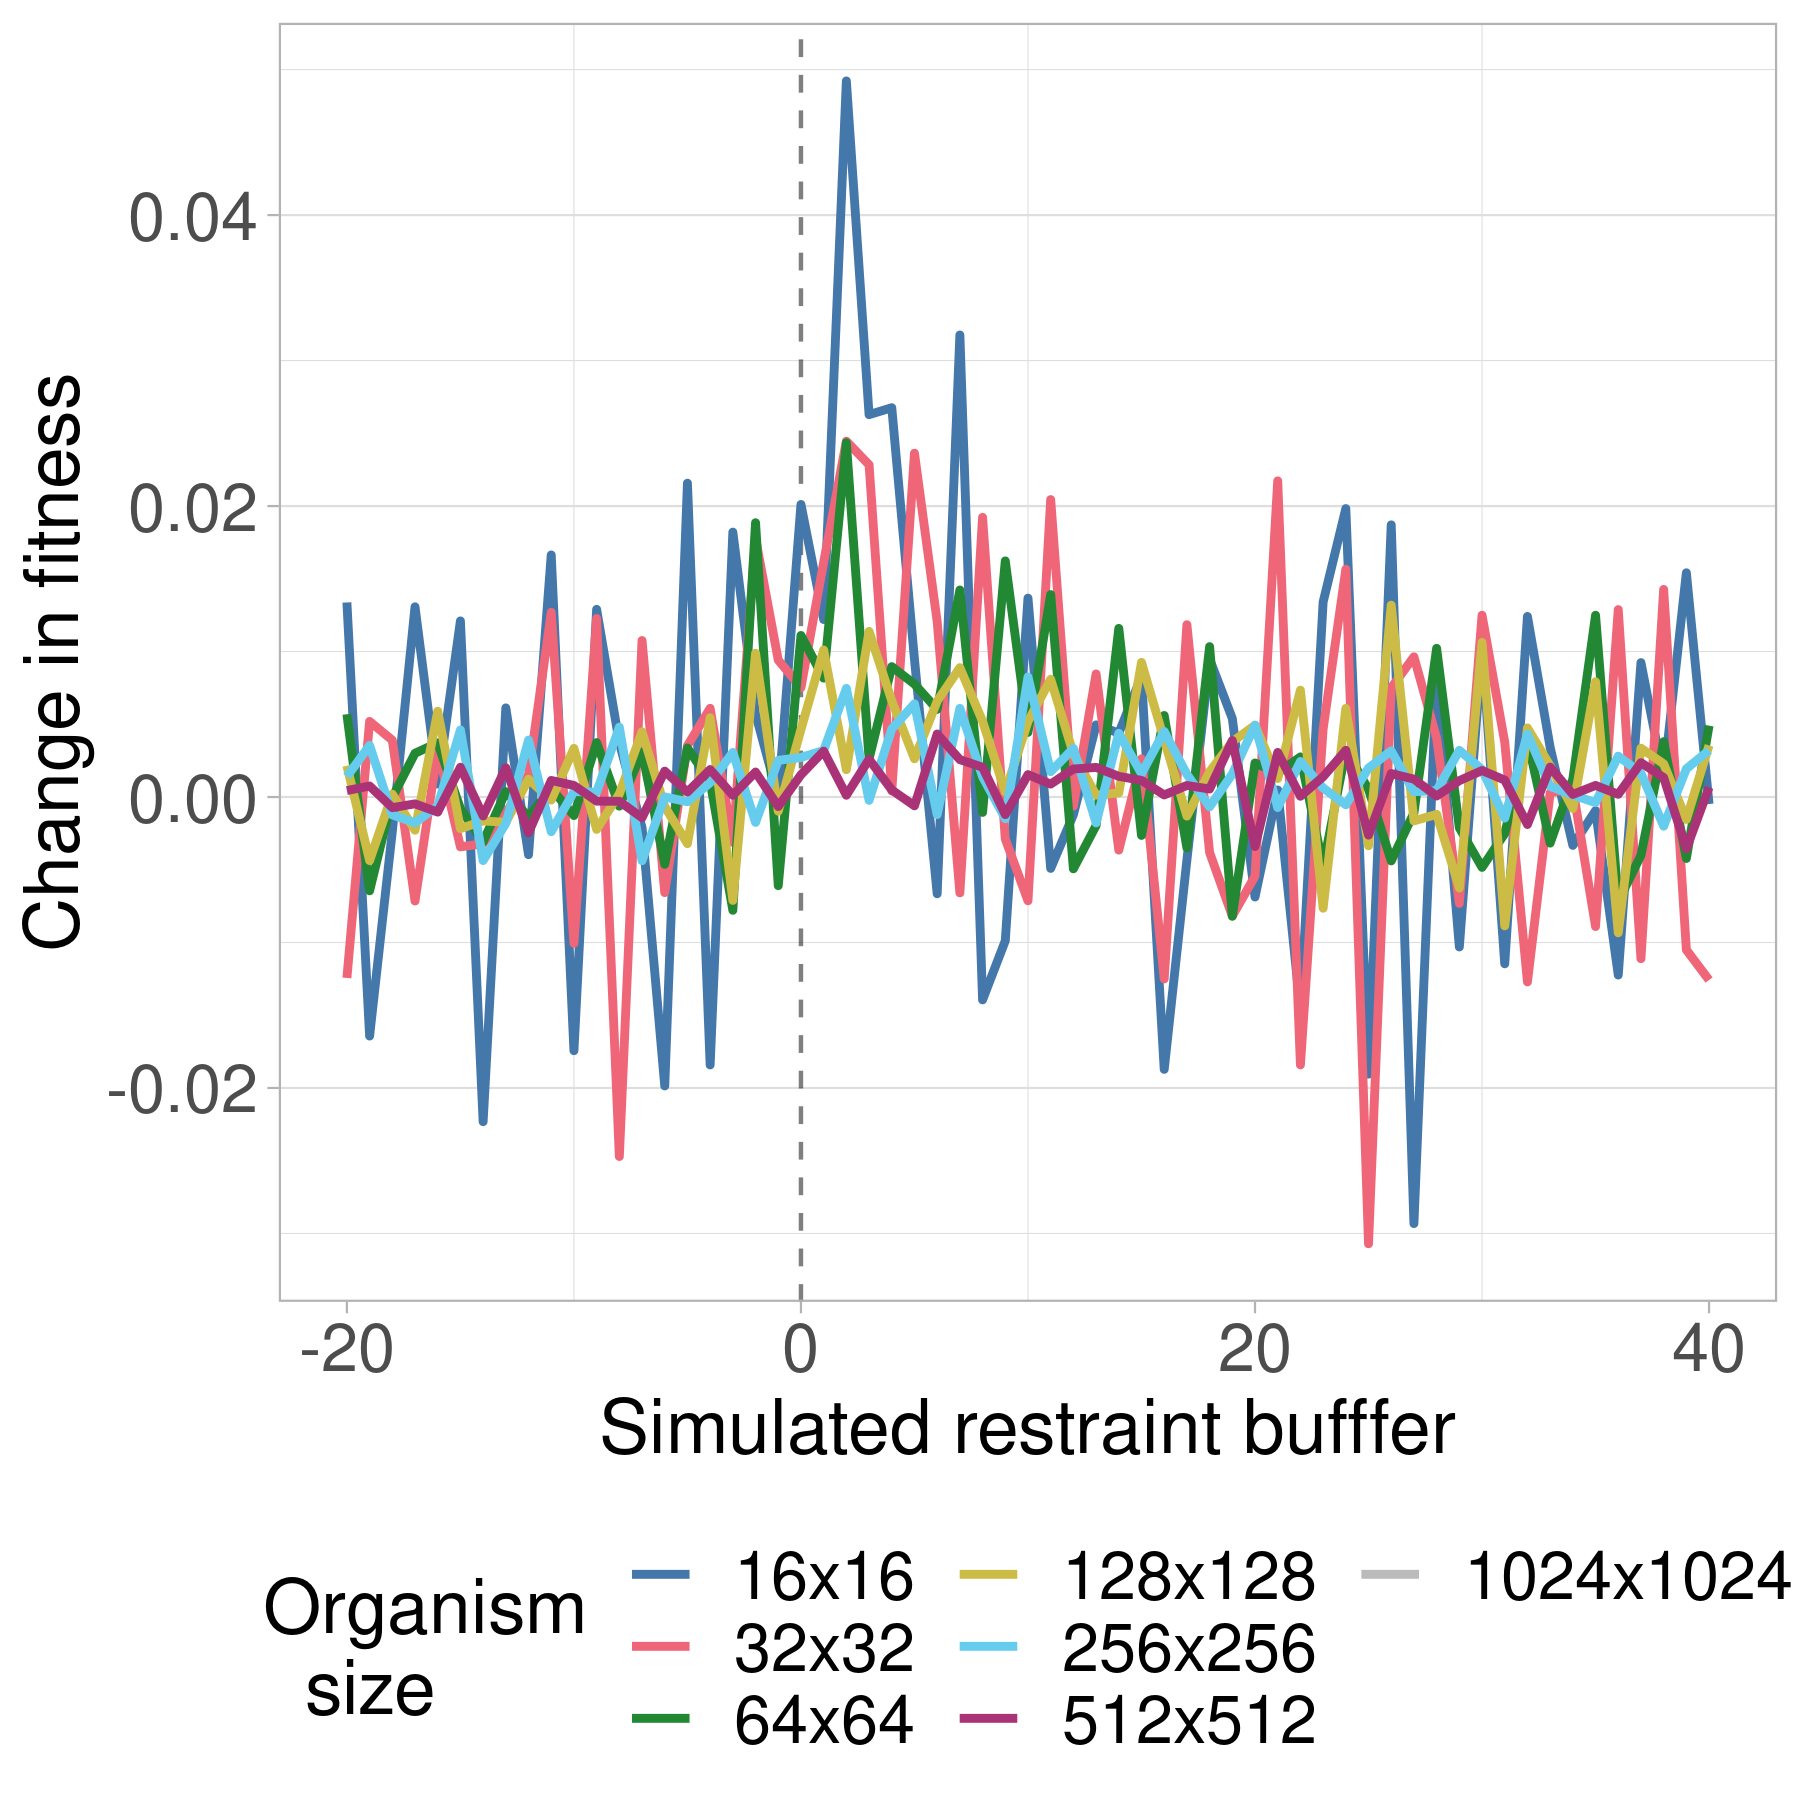 Change in fitness
0.04
0.02
0.00
-0.02
-20 0 20 40
Simulated restraint bufffer
Organism size
16x16 128x128 1024x1024
32x32 256x256
64x64 512x512